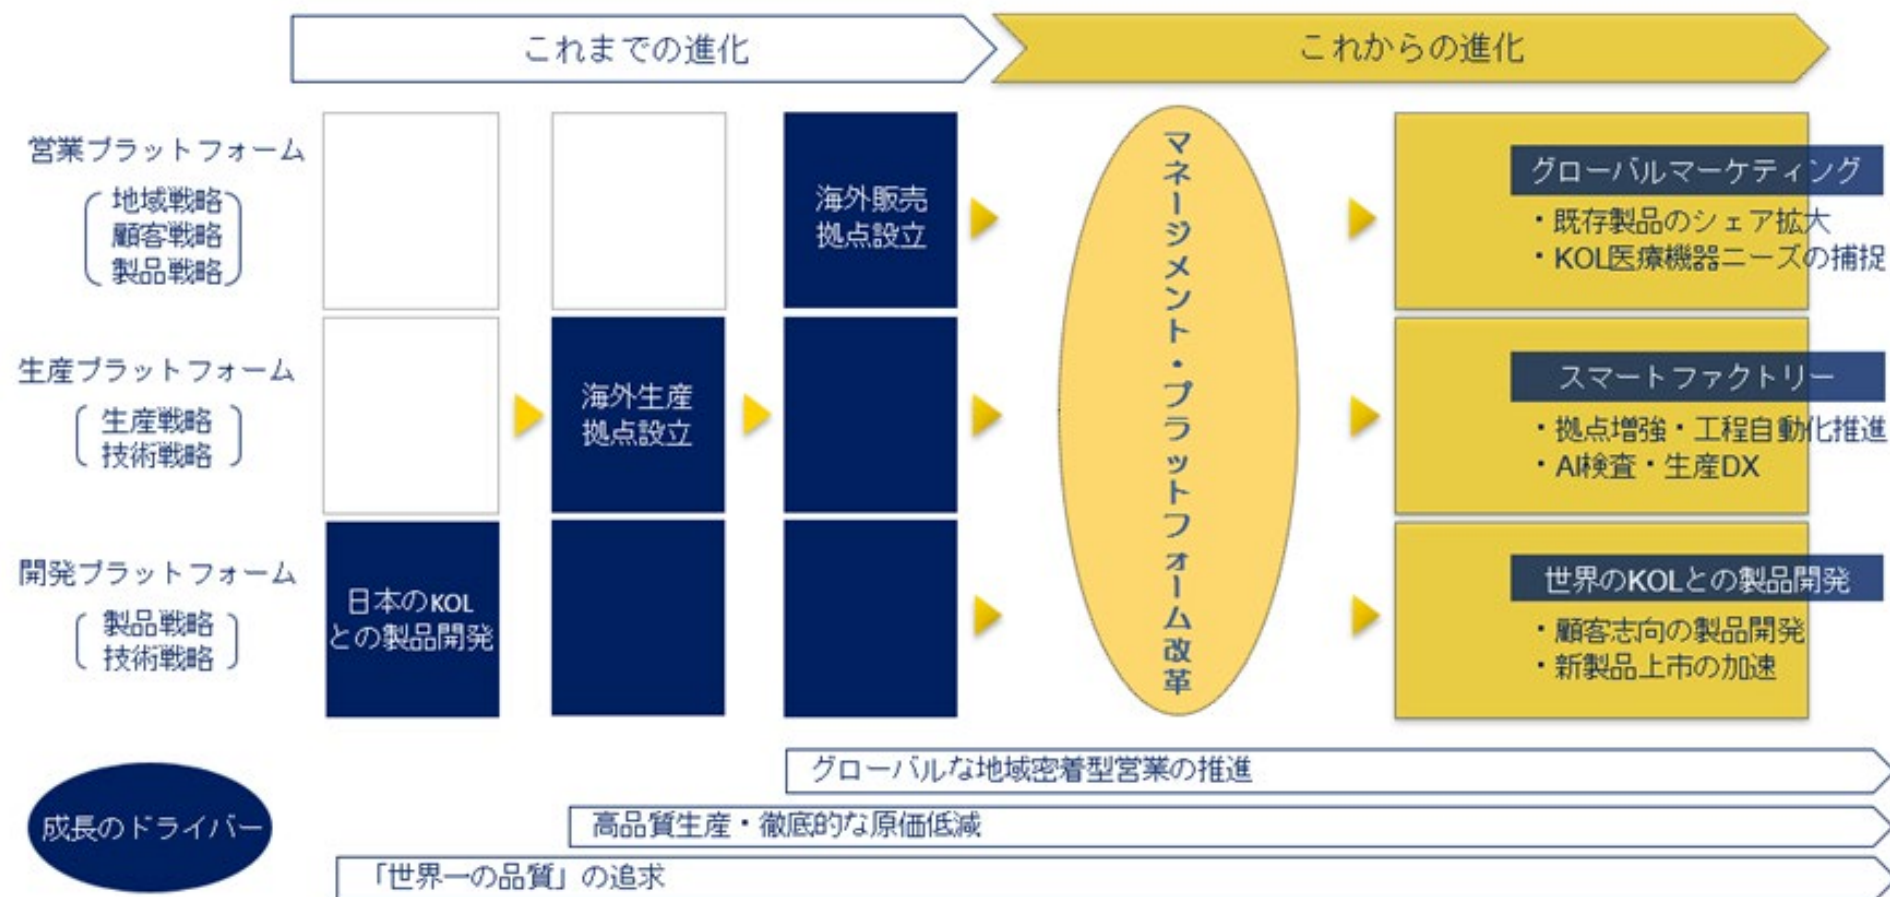 これまでの進化
これからの進化
営業プラットフォーム
地域戦略
顧客戦略
製品戦略
海外販売
拠点設立
マネージメント・プラットフォーム改革
グローバルマーケティング
・既存製品のシェア拡大
・KOL医療機器ニーズの捕捉
生産プラットフォーム
生産戦略
技術戦略
海外生産
拠点設立
スマートファクトリー
・拠点増強・工程自動化推進
・AI検査・生産DX
開発プラットフォーム
製品戦略
技術戦略
日本のKOL
との製品開発
世界のKOLとの製品開発
・顧客志向の製品開発
・新製品上市の加速
成長のドライバー
グローバルな地域密着型営業の推進
高品質生産・徹底的な原価低減
「世界一の品質」の追求